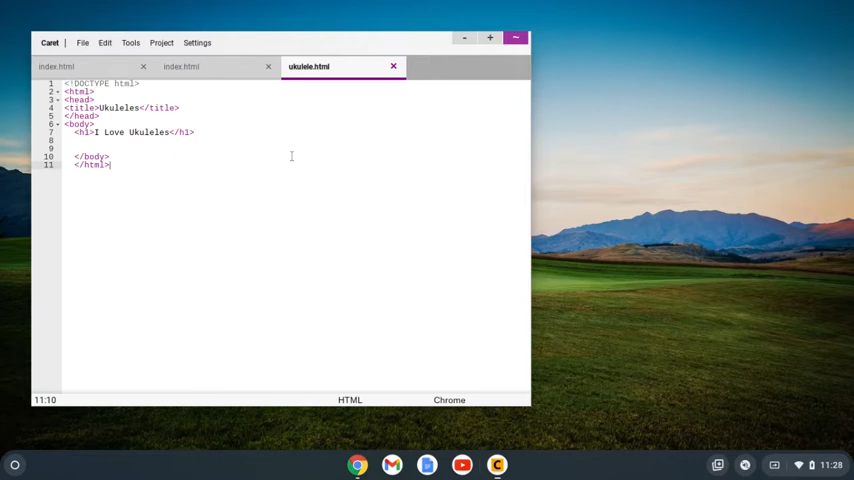 Caret | File Edit Tools Project Settings - + ~
index.html × index.html × ukulele.html ×
1 <!DOCTYPE html>
2 <html>
3 <head>
4 <title>Ukuleles</title>
5 </head>
6 <body>
7 <h1>I Love Ukuleles</h1>
8
9
10 </body>
11 </html>
11:10 HTML Chrome
11:28